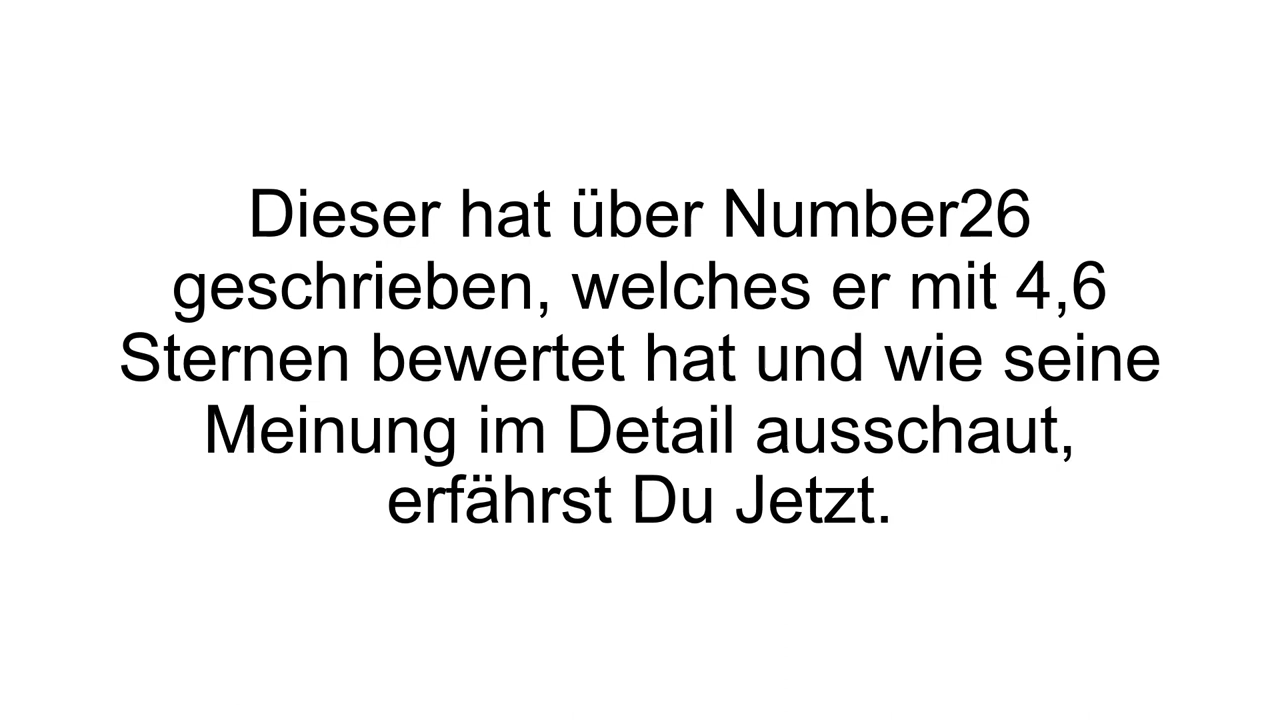 Dieser hat über Number26
geschrieben, welches er mit 4,6
Sternen bewertet hat und wie seine
Meinung im Detail ausschaut,
erfährst Du Jetzt.